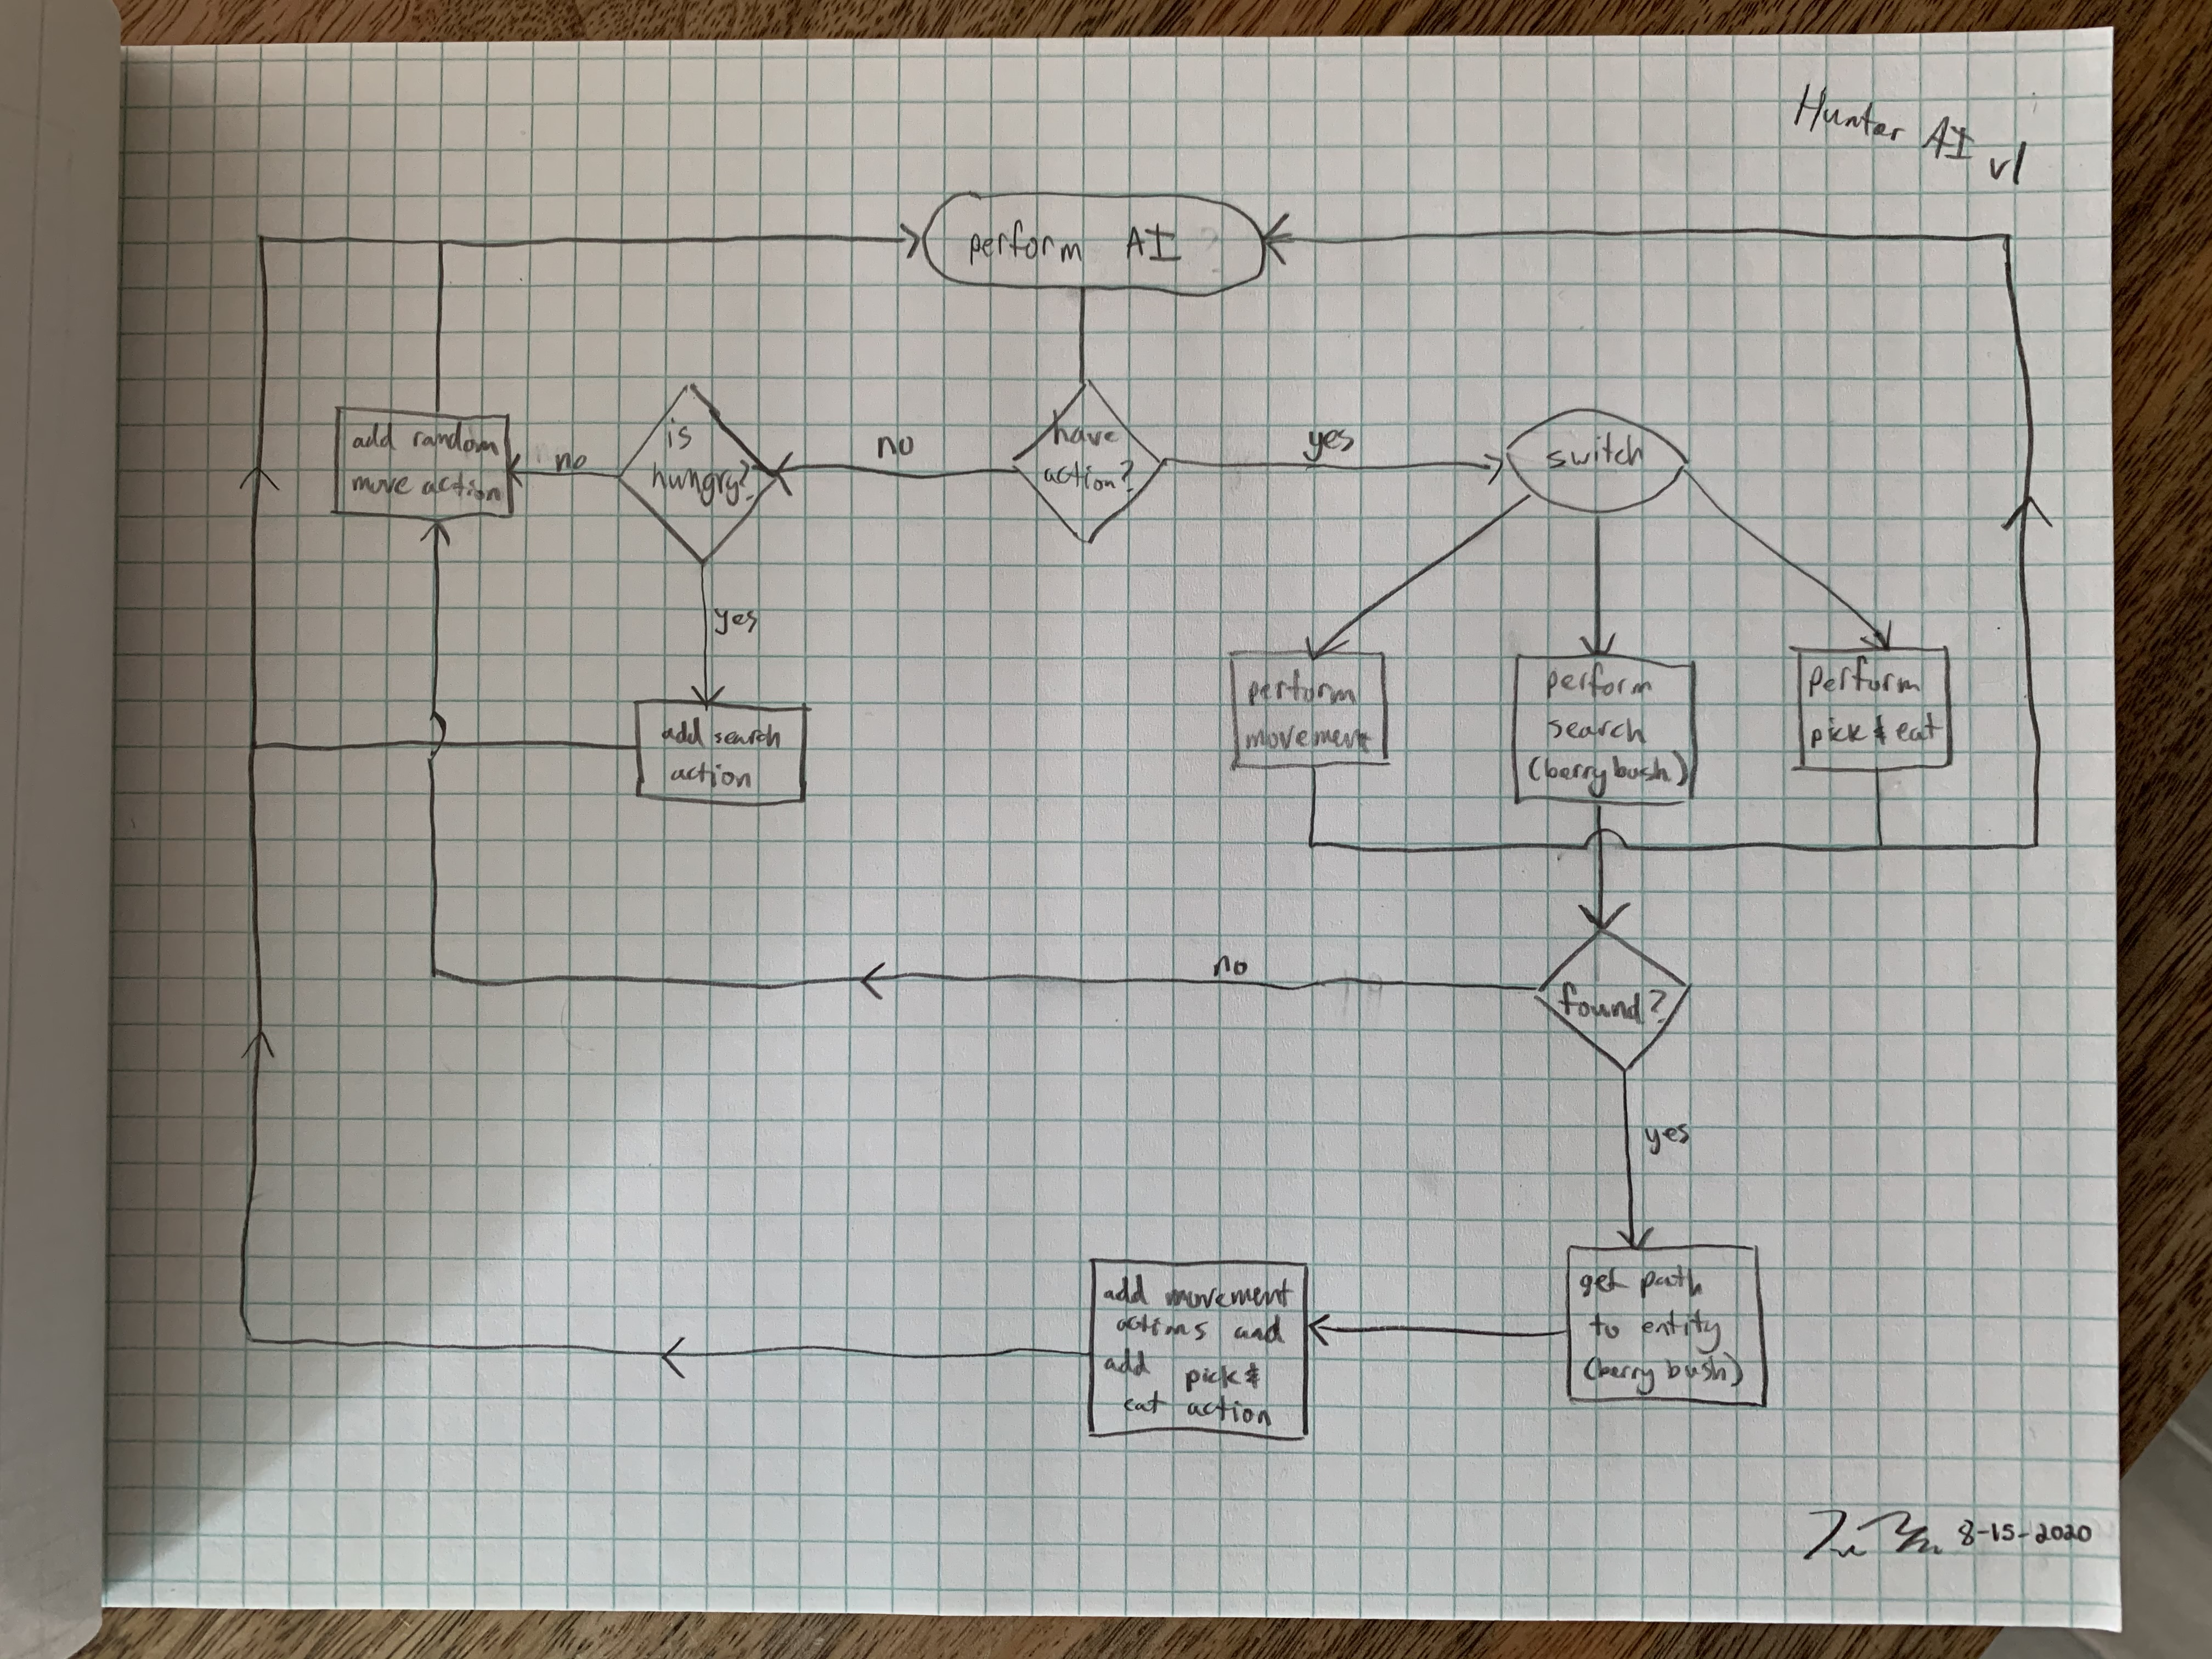 Hunter AI v1
perform AI
have
action?
no
yes
is
hungry?
no
yes
add random
move action
add search
action
switch
perform
movement
perform
search
(berry bush)
Perform
pick & eat
found?
no
yes
get path
to entity
(berry bush)
add movement
actions and
add pick &
eat action
8-15-2020